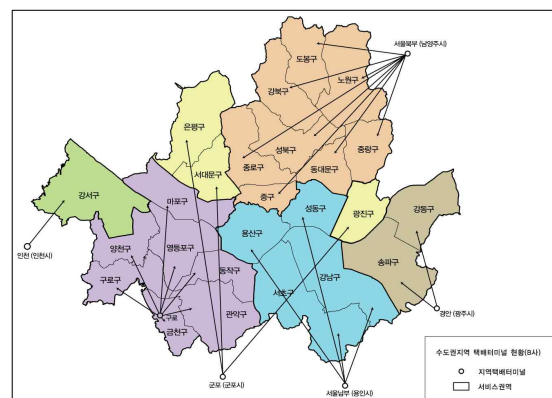 서울북부 (남양주시)
도봉구
노원구
강북구
은평구
성북구
중랑구
서대문구
종로구
동대문구
강서구
마포구
중구
성동구
광진구
강동구
용산구
양천구
영등포구
인천 (인천시)
강남구
송파구
구로구
동작구
서초구
구로
관악구
금천구
경안 (광주시)
군포 (군포시)
서울남부 (용인시)
수도권지역 택배터미널 현황(B사)
지역택배터미널
서비스권역